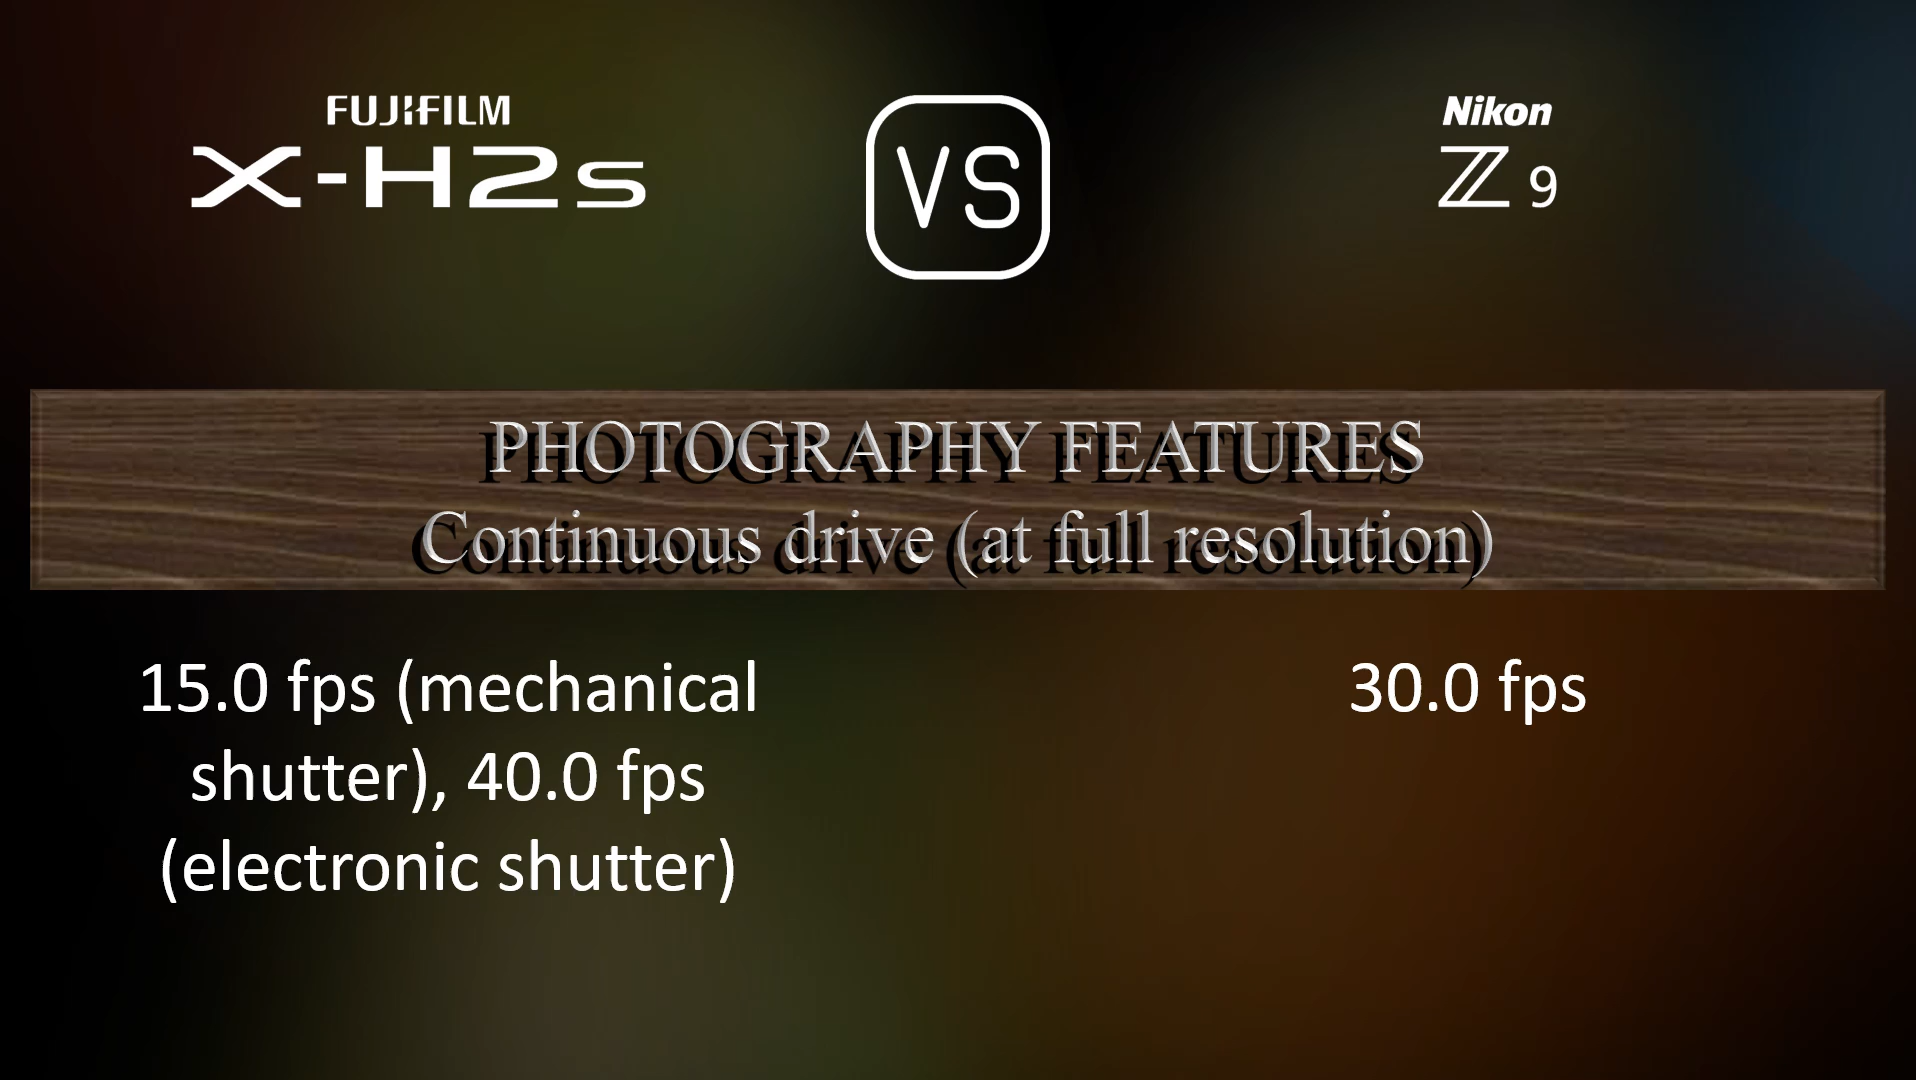 FUJIFILM
X-H2s
VS
Nikon
Z 9
PHOTOGRAPHY FEATURES
Continuous drive (at full resolution)
15.0 fps (mechanical
shutter), 40.0 fps
(electronic shutter)
30.0 fps